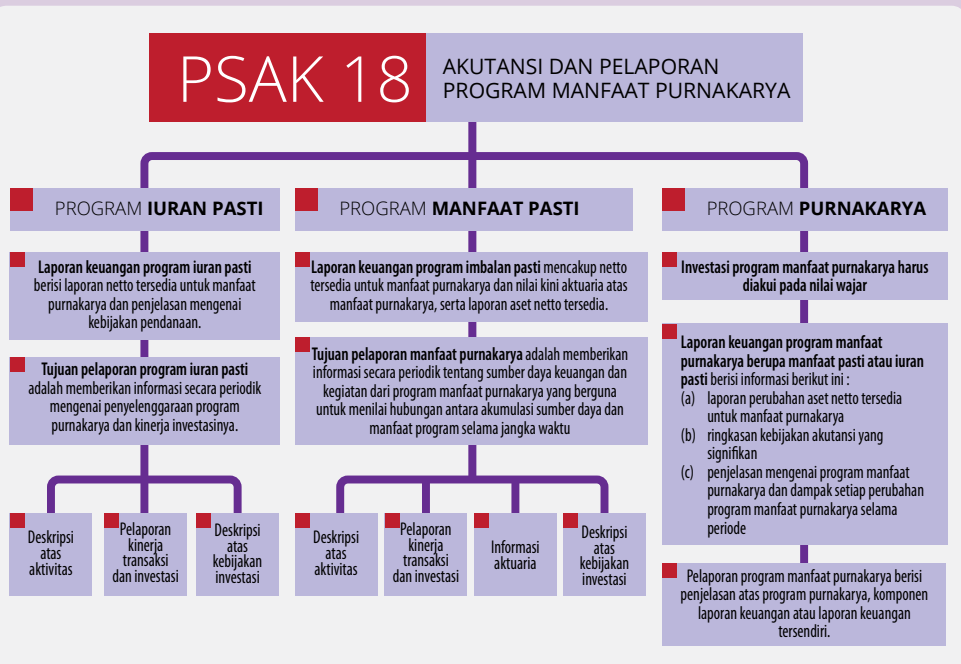 PSAK 18
AKUTANSI DAN PELAPORAN
PROGRAM MANFAAT PURNAKARYA
PROGRAM IURAN PASTI
Laporan keuangan program iuran pasti
berisi laporan netto tersedia untuk manfaat
purnakarya dan penjelasan mengenai
kebijakan pendanaan.
Tujuan pelaporan program iuran pasti
adalah memberikan informasi secara periodik
mengenai penyelenggaraan program
purnakarya dan kinerja investasinya.
Deskripsi
atas
aktivitas
Pelaporan
kinerja
transaksi
dan investasi
Deskripsi
atas
kebijakan
investasi
PROGRAM MANFAAT PASTI
Laporan keuangan program imbalan pasti mencakup netto
tersedia untuk manfaat purnakarya dan nilai kini aktuaria atas
manfaat purnakarya, serta laporan aset netto tersedia.
Tujuan pelaporan manfaat purnakarya adalah memberikan
informasi secara periodik tentang sumber daya keuangan dan
kegiatan dari program manfaat purnakarya yang berguna
untuk menilai hubungan antara akumulasi sumber daya dan
manfaat program selama jangka waktu
Deskripsi
atas
aktivitas
Pelaporan
kinerja
transaksi
dan investasi
Informasi
aktuaria
Deskripsi
atas
kebijakan
investasi
PROGRAM PURNAKARYA
Investasi program manfaat purnakarya harus
diakui pada nilai wajar
Laporan keuangan program manfaat
purnakarya berupa manfaat pasti atau iuran
pasti berisi informasi berikut ini :
(a) laporan perubahan aset netto tersedia
untuk manfaat purnakarya
(b) ringkasan kebijakan akutansi yang
signifikan
(c) penjelasan mengenai program manfaat
purnakarya dan dampak setiap perubahan
program manfaat purnakarya selama
periode
Pelaporan program manfaat purnakarya berisi
penjelasan atas program purnakarya, komponen
laporan keuangan atau laporan keuangan
tersendiri.